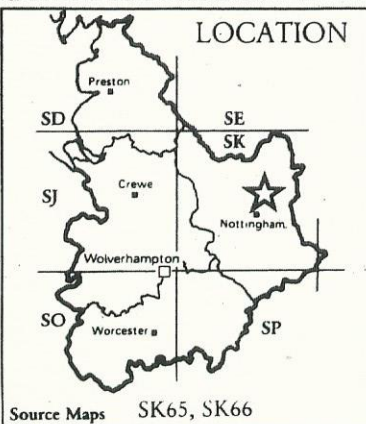 LOCATION
Preston
SD SE
SK
SJ Crewe
Nottingham.
Wolverhampton
SO SP
Worcester
Source Maps SK65, SK66